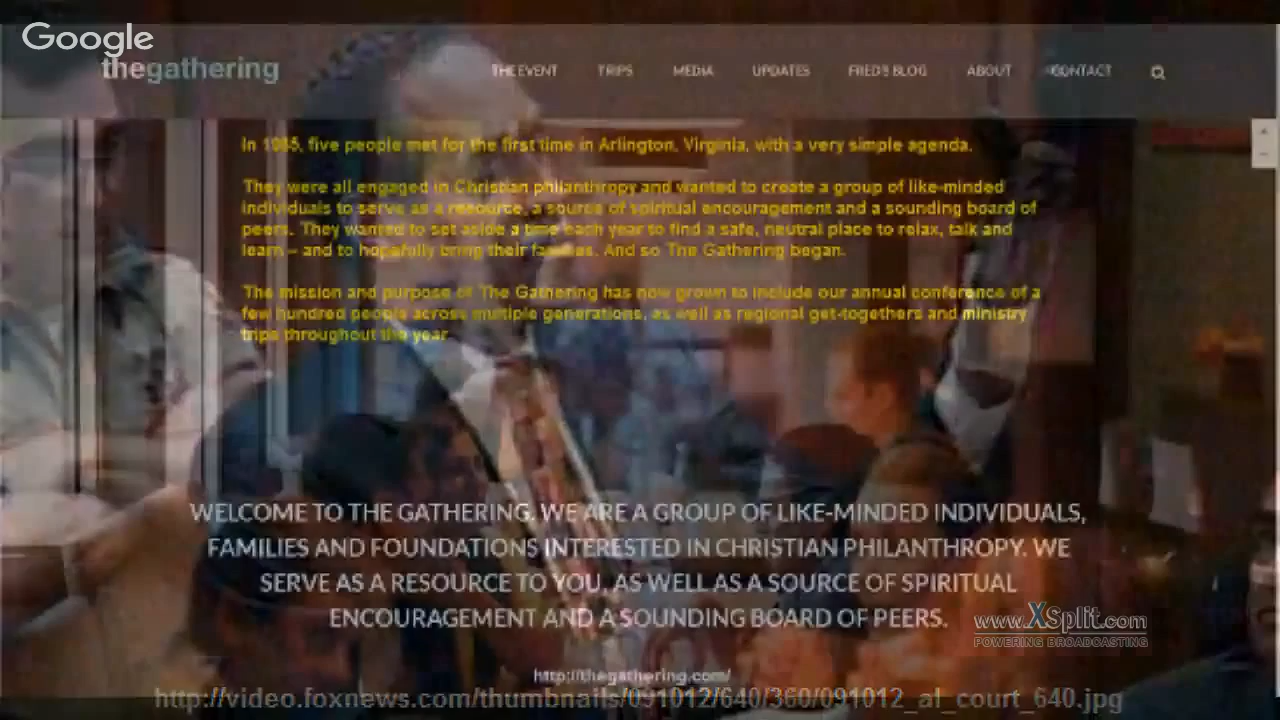 Google
thegathering
THE EVENT TRIPS MEDIA UPDATES FRED'S BLOG ABOUT CONTACT
In 1985, five people met for the first time in Arlington, Virginia, with a very simple agenda.
They were all engaged in Christian philanthropy and wanted to create a group of like-minded
individuals to serve as a resource, a source of spiritual encouragement and a sounding board of
peers. They wanted to set aside a time each year to find a safe, neutral place to relax, talk and
learn – and to hopefully bring their families. And so The Gathering began.
The mission and purpose of The Gathering has now grown to include our annual conference of a
few hundred people across multiple generations, as well as regional get-togethers and ministry
trips throughout the year
WELCOME TO THE GATHERING. WE ARE A GROUP OF LIKE-MINDED INDIVIDUALS,
FAMILIES AND FOUNDATIONS INTERESTED IN CHRISTIAN PHILANTHROPY. WE
SERVE AS A RESOURCE TO YOU, AS WELL AS A SOURCE OF SPIRITUAL
ENCOURAGEMENT AND A SOUNDING BOARD OF PEERS.
www.XSplit.com
POWERING BROADCASTING
http://thegathering.com/
http://video.foxnews.com/thumbnails/091012/640/360/091012_al_court_640.jpg